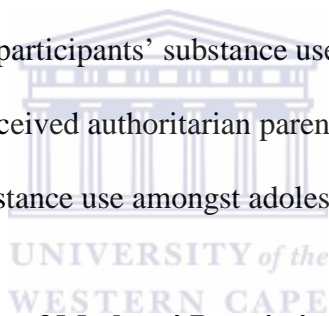 participants’ substance use
ceived authoritarian paren
stance use amongst adoles
UNIVERSITY of the
WESTERN CAPE